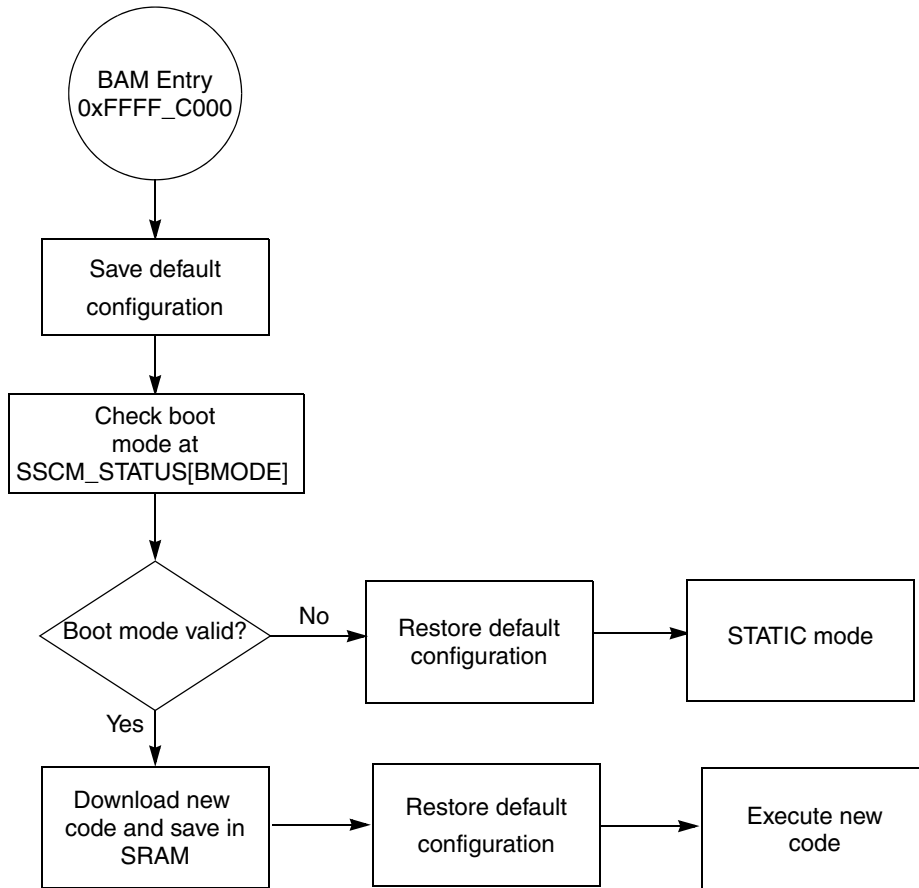 BAM Entry
0xFFFF_C000
Save default
configuration
Check boot
mode at
SSCM_STATUS[BMODE]
Boot mode valid?
No
Restore default
configuration
STATIC mode
Yes
Download new
code and save in
SRAM
Restore default
configuration
Execute new
code